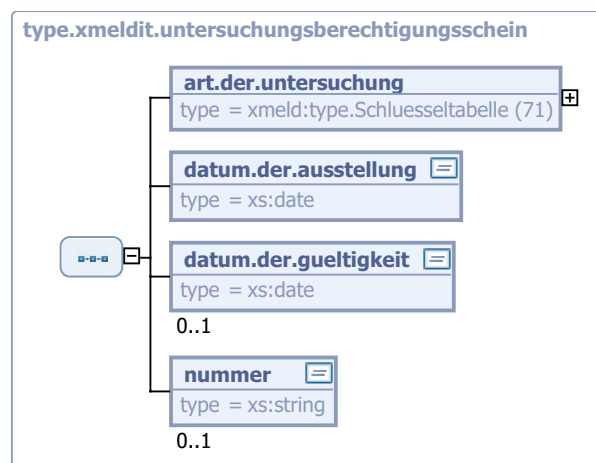 type.xmeldit.untersuchungsberechtigungsschein
art.der.untersuchung
type = xmeld:type.Schluesseltabelle (71)
datum.der.ausstellung
type = xs:date
datum.der.gueltigkeit
type = xs:date
0..1
nummer
type = xs:string
0..1